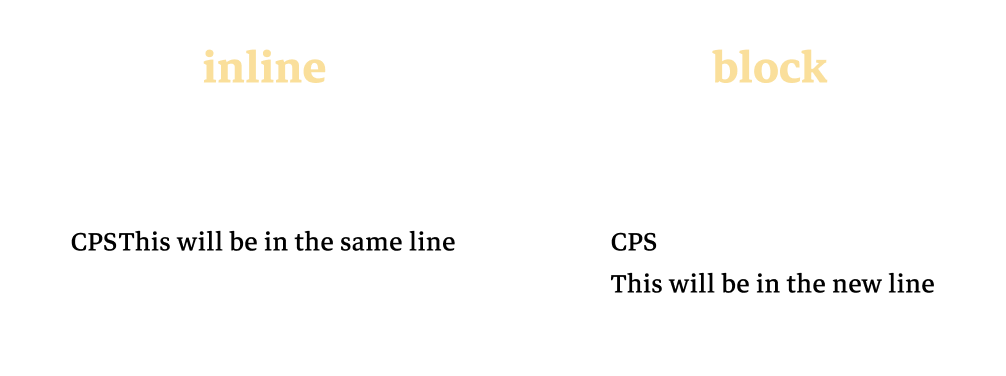 inline
block
CPSThis will be in the same line
CPS
This will be in the new line